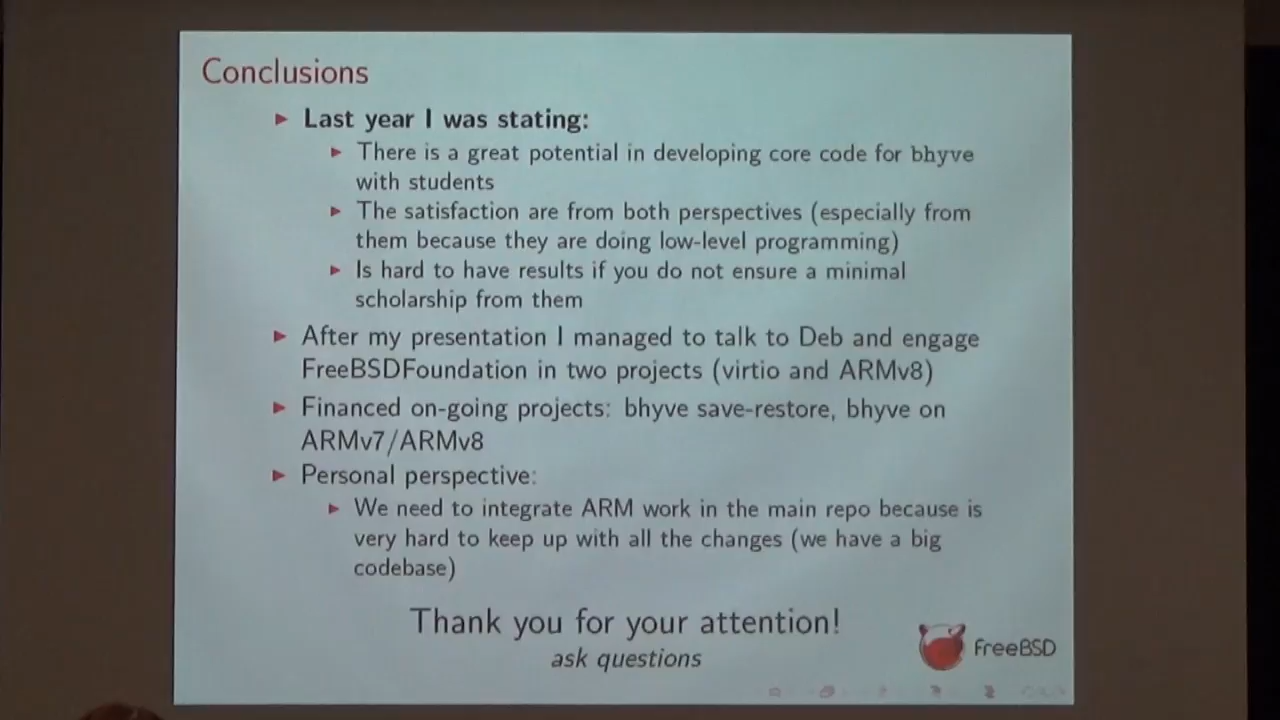 Conclusions
▶ Last year I was stating:
▶ There is a great potential in developing core code for bhyve
with students
▶ The satisfaction are from both perspectives (especially from
them because they are doing low-level programming)
▶ Is hard to have results if you do not ensure a minimal
scholarship from them
▶ After my presentation I managed to talk to Deb and engage
FreeBSDFoundation in two projects (virtio and ARMv8)
▶ Financed on-going projects: bhyve save-restore, bhyve on
ARMv7/ARMv8
▶ Personal perspective:
▶ We need to integrate ARM work in the main repo because is
very hard to keep up with all the changes (we have a big
codebase)
Thank you for your attention!
ask questions
FreeBSD